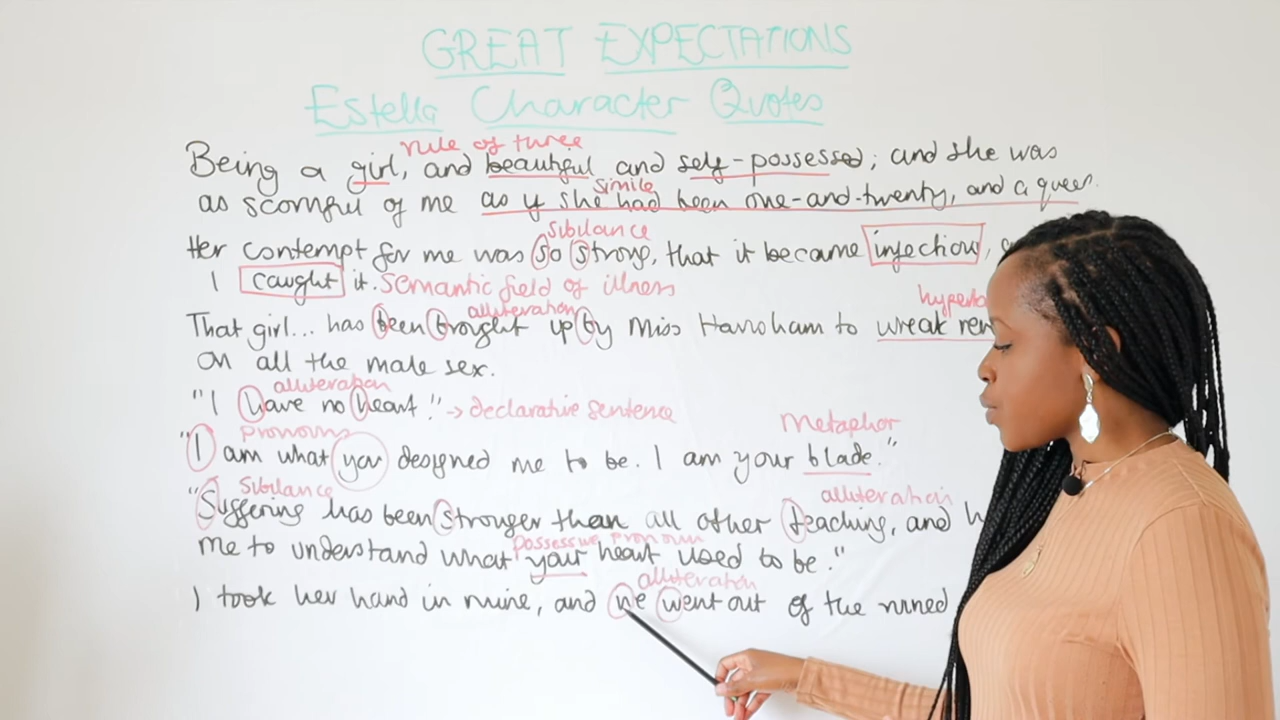 GREAT EXPECTATIONS
Estella Character Quotes
rule of three
Being a girl, and beautiful and self-possessed; and she was
simile
as scornful of me as if she had been one-and-twenty, and a queen.
sibilance
Her contempt for me was so strong, that it became infectious,
I caught it. semantic field of illness
alliteration
That girl... has been brought up by Miss Havisham to wreak
on all the male sex.
alliteration
"I have no heart!" → declarative sentence
pronouns Metaphor
"I am what you designed me to be. I am your blade."
Sibilance alliteration
"Suffering has been stronger than all other teaching, and
possessive pronoun
me to understand what your heart used to be."
alliteration
I took her hand in mine, and we went out of the ruined